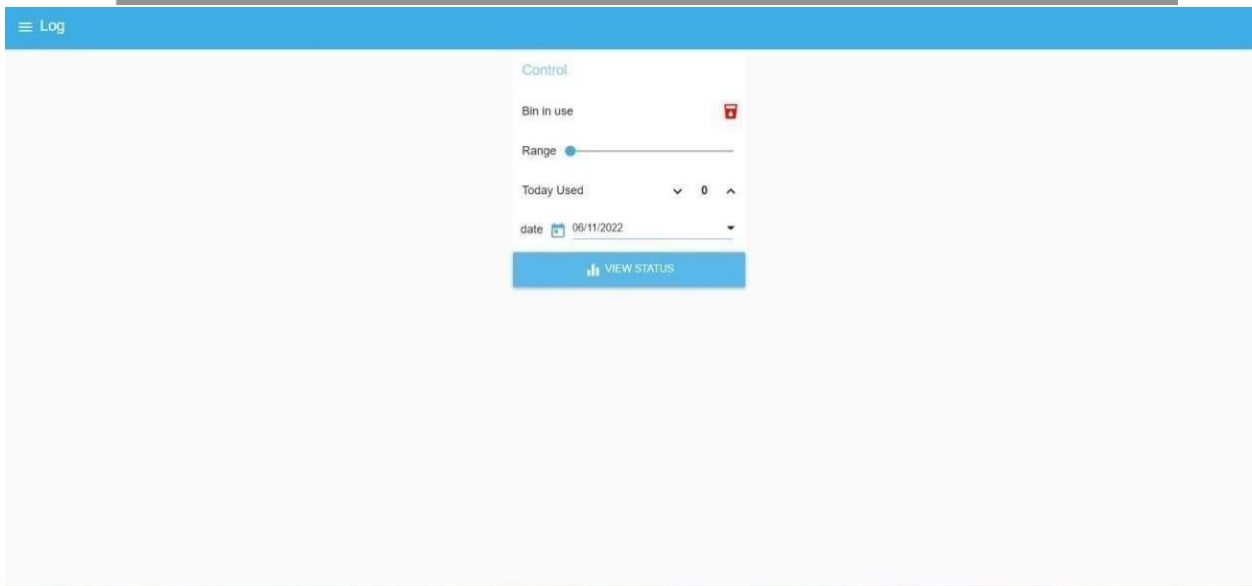 Log
Control
Bin in use
Range
Today Used 0
date 06/11/2022
VIEW STATUS